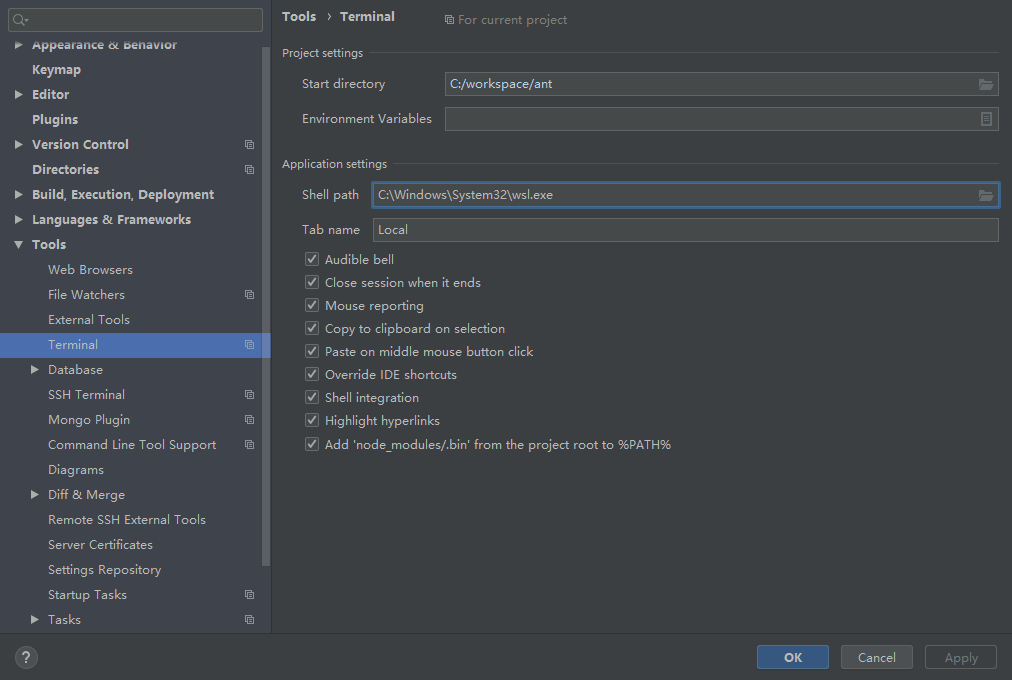 Appearance & Behavior
Keymap
Editor
Plugins
Version Control
Directories
Build, Execution, Deployment
Languages & Frameworks
Tools
Web Browsers
File Watchers
External Tools
Terminal
Database
SSH Terminal
Mongo Plugin
Command Line Tool Support
Diagrams
Diff & Merge
Remote SSH External Tools
Server Certificates
Settings Repository
Startup Tasks
Tasks
Tools › Terminal For current project
Project settings
Start directory C:/workspace/ant
Environment Variables
Application settings
Shell path C:\Windows\System32\wsl.exe
Tab name Local
Audible bell
Close session when it ends
Mouse reporting
Copy to clipboard on selection
Paste on middle mouse button click
Override IDE shortcuts
Shell integration
Highlight hyperlinks
Add 'node_modules/.bin' from the project root to %PATH%
? OK Cancel Apply